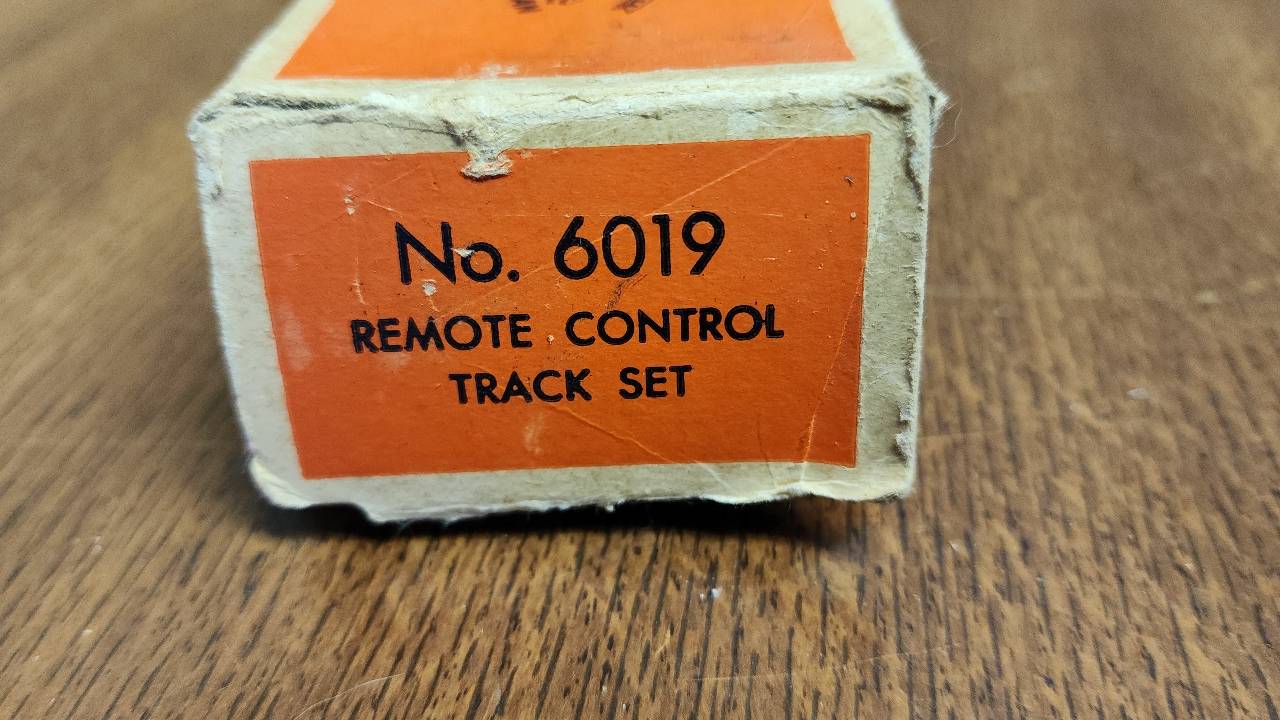 No. 6019
REMOTE CONTROL
TRACK SET